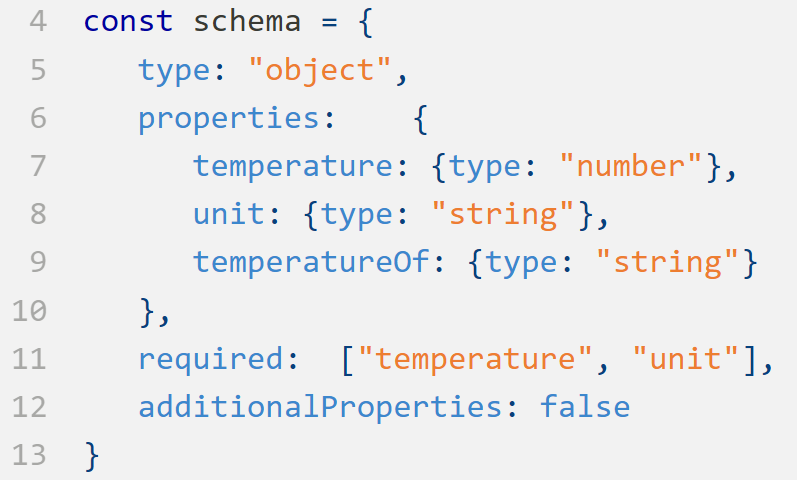 4 const schema = {
5 type: "object",
6 properties: {
7 temperature: {type: "number"},
8 unit: {type: "string"},
9 temperatureOf: {type: "string"}
10 },
11 required: ["temperature", "unit"],
12 additionalProperties: false
13 }